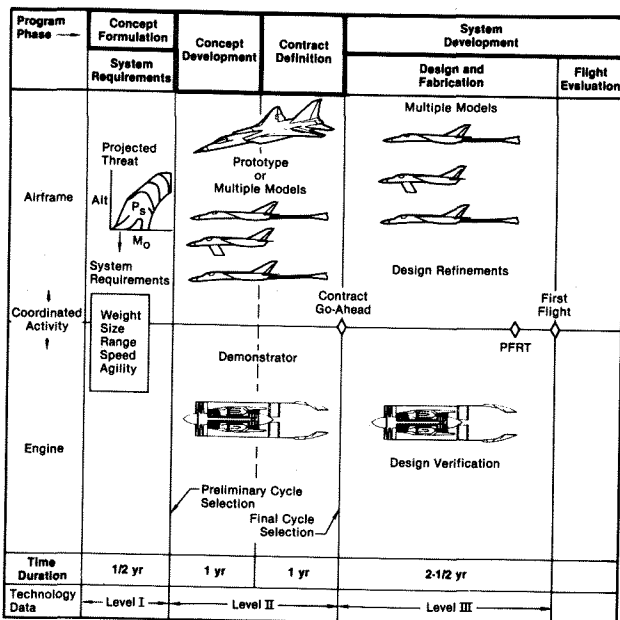 Program
Phase
Concept
Formulation
System
Requirements
Concept
Development
Contract
Definition
System
Development
Design and
Fabrication
Flight
Evaluation
Airframe
Projected
Threat
Alt
Ps
Mo
System
Requirements
Prototype
or
Multiple Models
Multiple Models
Design Refinements
Coordinated
Activity
Weight
Size
Range
Speed
Agility
Contract
Go-Ahead
First
Flight
PFRT
Engine
Demonstrator
Design Verification
Preliminary Cycle
Selection
Final Cycle
Selection
Time
Duration
1/2 yr
1 yr
1 yr
2-1/2 yr
Technology
Data
Level I
Level II
Level III